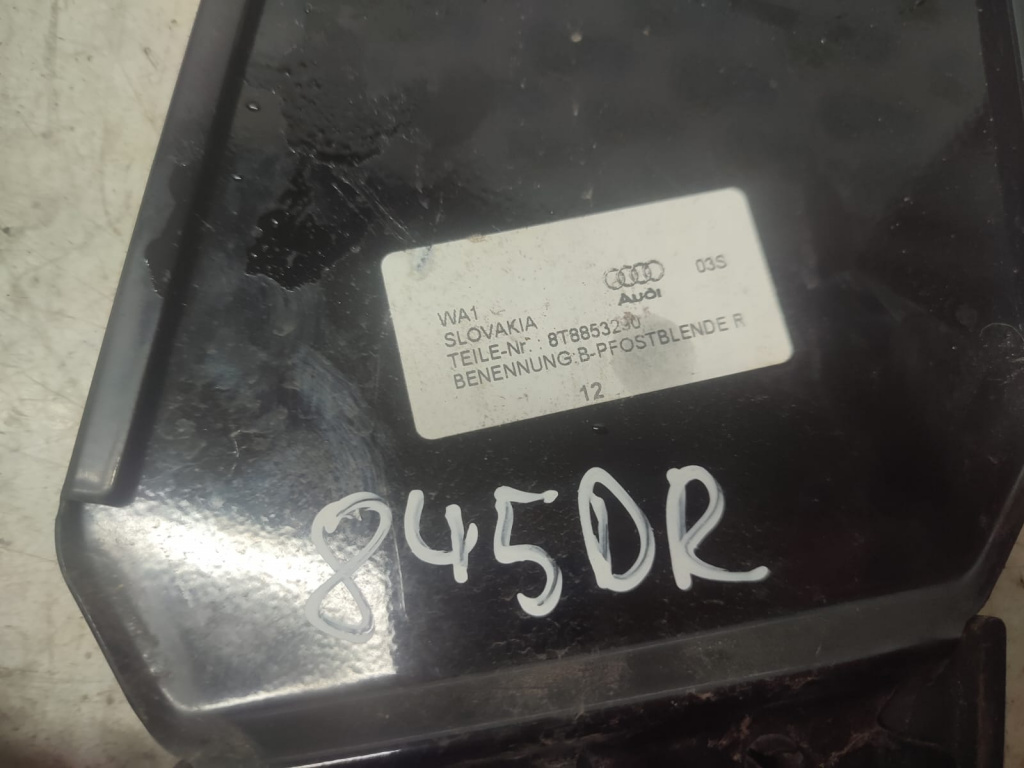 WA1
SLOVAKIA
Audi
03S
TEILE-Nr.: 8T8853290
BENENNUNG:B-PFOSTBLENDE R
12
845DR